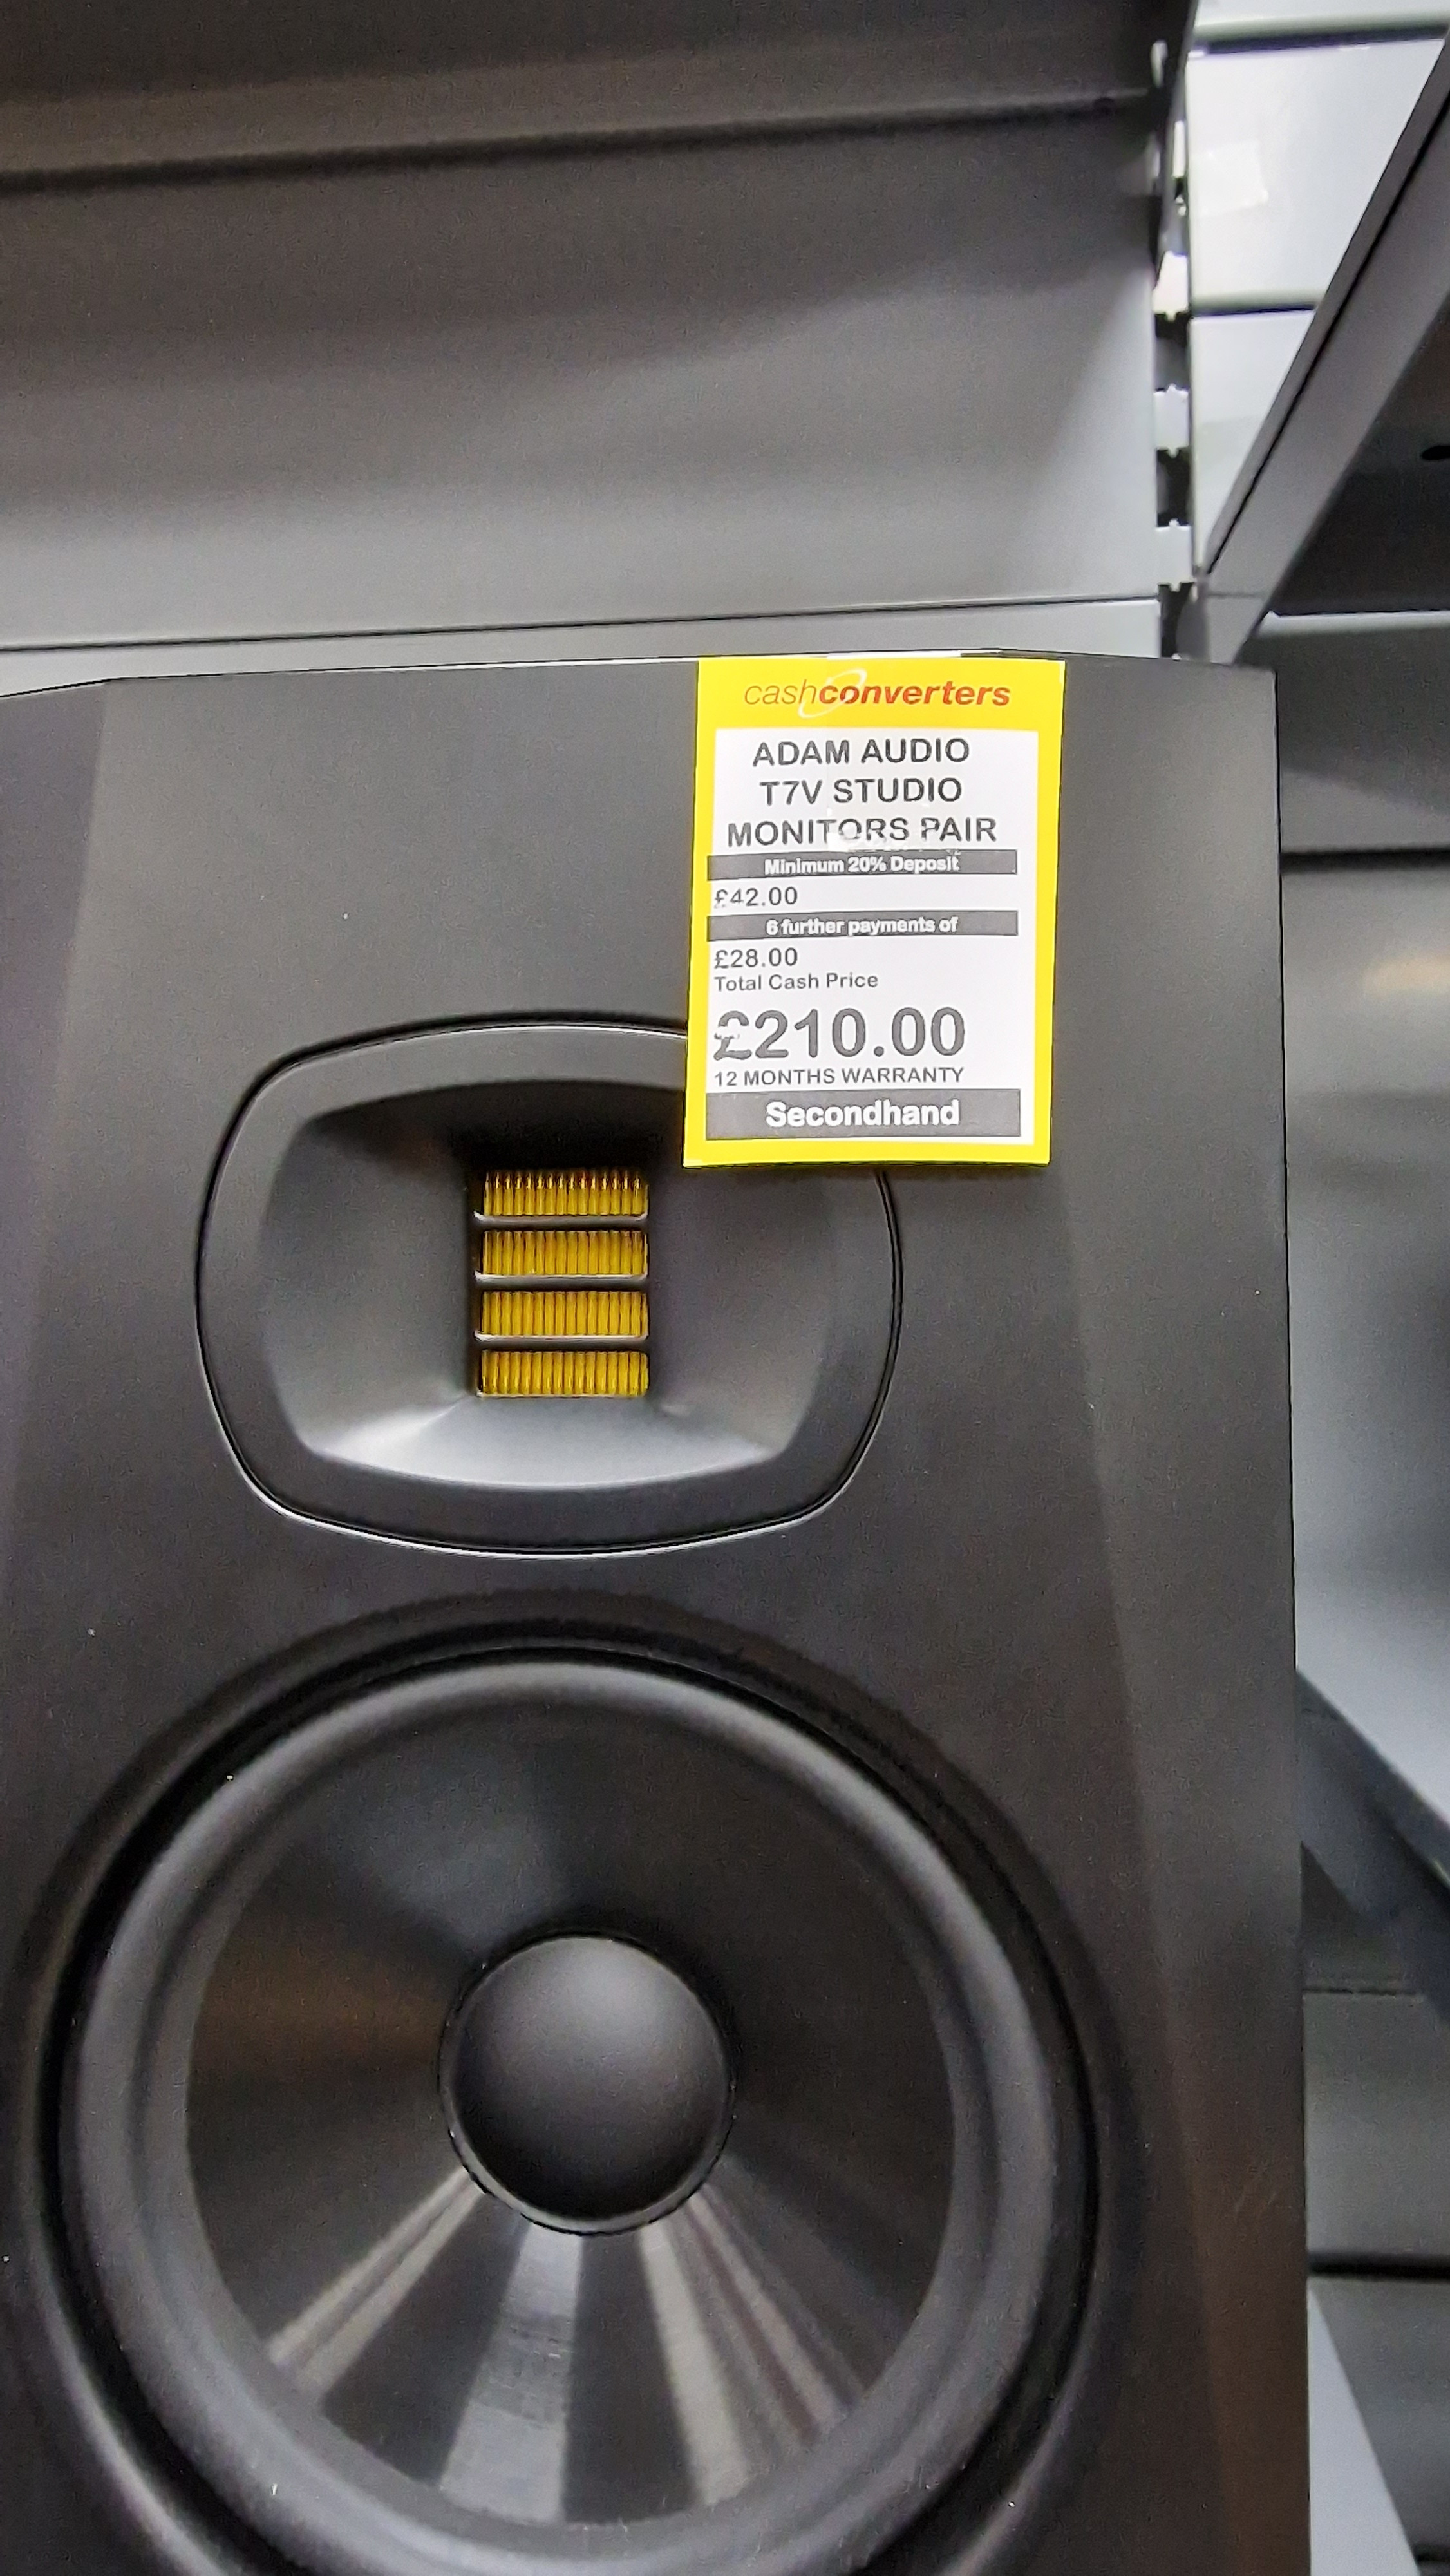 cashconverters
ADAM AUDIO
T7V STUDIO
MONITORS PAIR
Minimum 20% Deposit
£42.00
6 further payments of
£28.00
Total Cash Price
£210.00
12 MONTHS WARRANTY
Secondhand